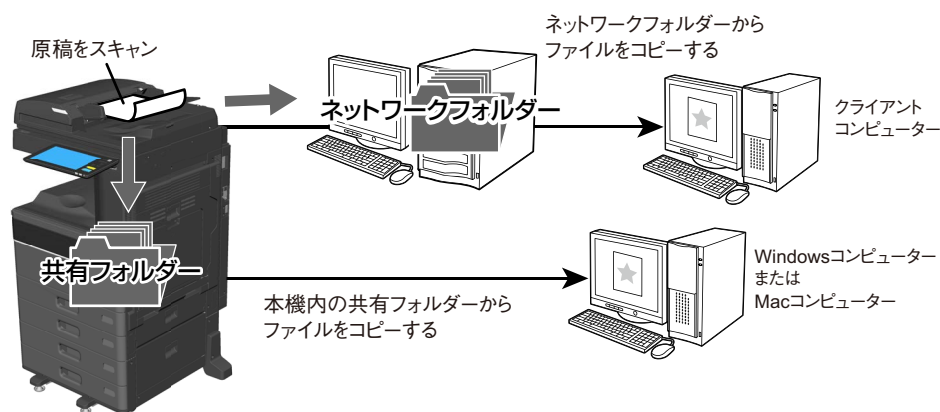 原稿をスキャン
ネットワークフォルダーから
ファイルをコピーする
ネットワークフォルダー
クライアント
コンピューター
共有フォルダー
本機内の共有フォルダーから
ファイルをコピーする
Windowsコンピューター
または
Macコンピューター